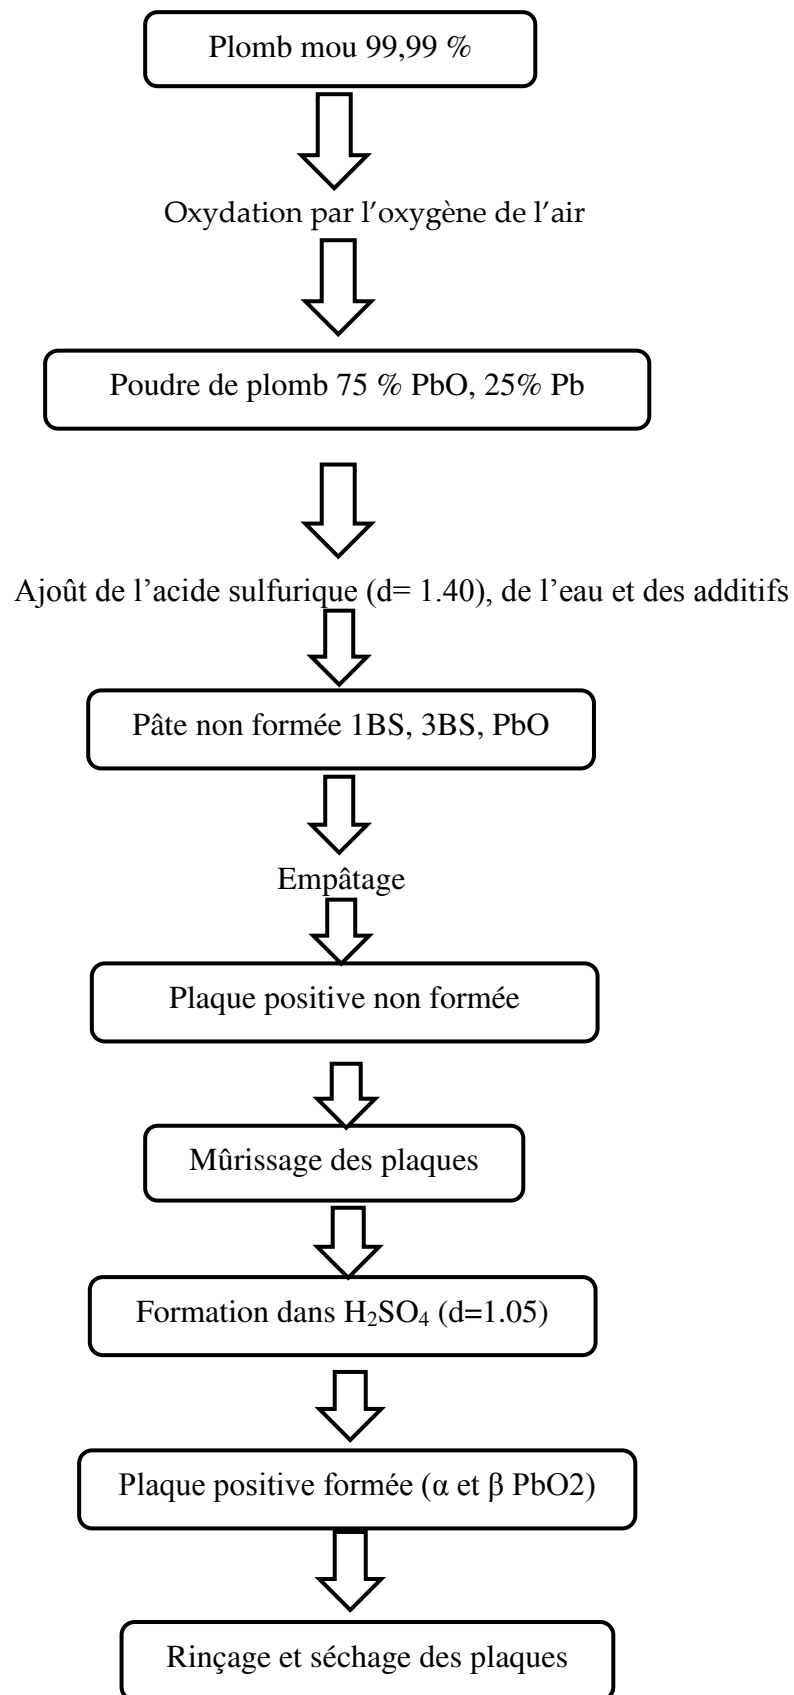 Plomb mou 99,99 %
Oxydation par l’oxygène de l’air
Poudre de plomb 75 % PbO, 25% Pb
Ajoût de l’acide sulfurique (d= 1.40), de l’eau et des additifs
Pâte non formée 1BS, 3BS, PbO
Empâtage
Plaque positive non formée
Mûrissage des plaques
Formation dans H₂SO₄ (d=1.05)
Plaque positive formée (α et β PbO2)
Rinçage et séchage des plaques